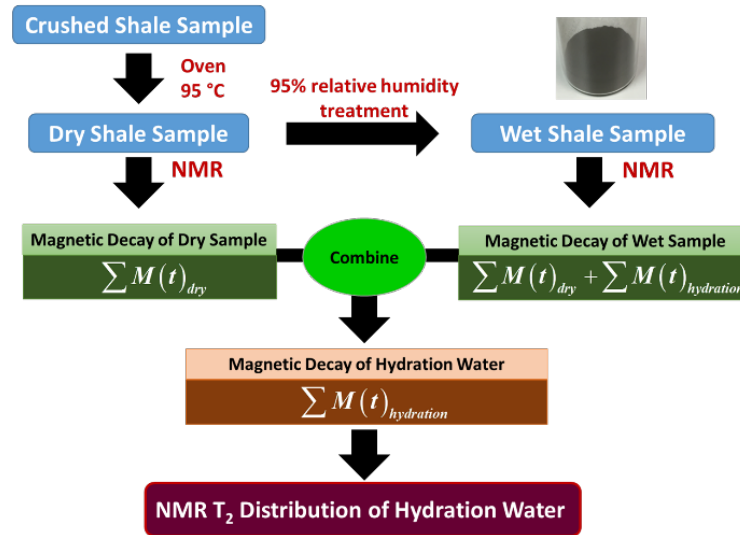 Crushed Shale Sample
Oven
95 °C
95% relative humidity
treatment
Dry Shale Sample
Wet Shale Sample
NMR
NMR
Magnetic Decay of Dry Sample
∑ M(t)dry
Combine
Magnetic Decay of Wet Sample
∑ M(t)dry + ∑ M(t)hydration
Magnetic Decay of Hydration Water
∑ M(t)hydration
NMR T₂ Distribution of Hydration Water